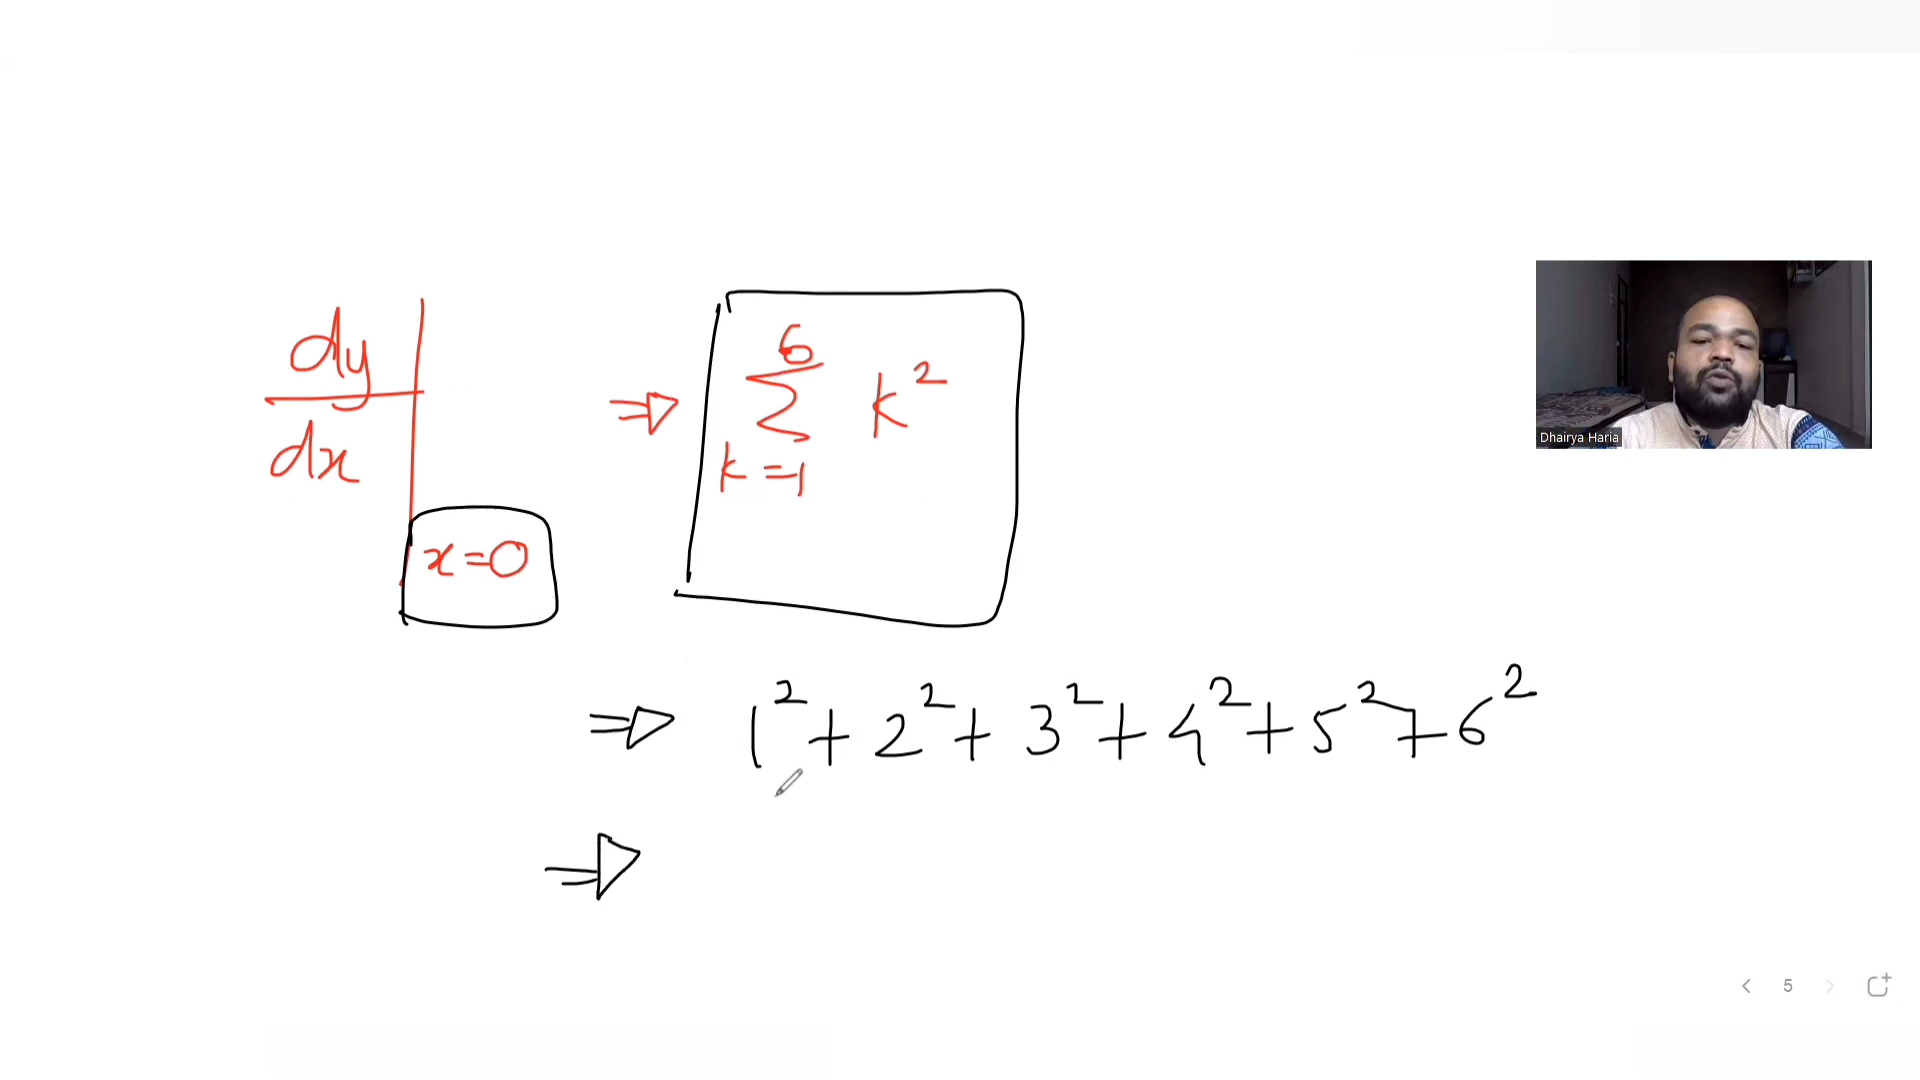 dy
dx
x=0
⇒
6
Σ k²
k=1
Dhairya Haria
⇒ 1² + 2² + 3² + 4² + 5² + 6²
⇒
< 5 >